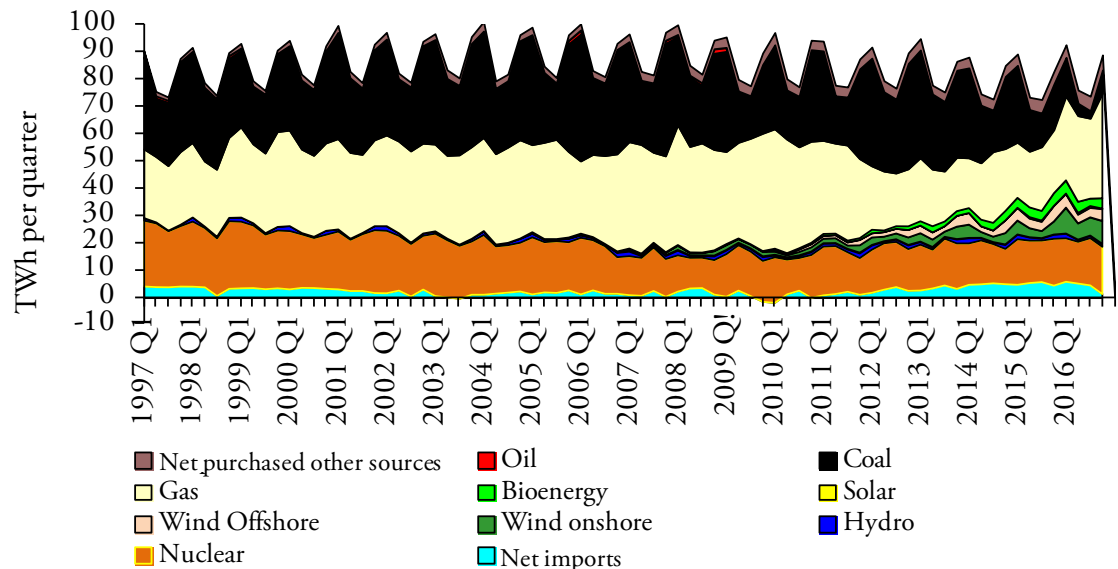 TWh per quarter
100
90
80
70
60
50
40
30
20
10
0
-10
1997 Q1
1998 Q1
1999 Q1
2000 Q1
2001 Q1
2002 Q1
2003 Q1
2004 Q1
2005 Q1
2006 Q1
2007 Q1
2008 Q1
2009 Q!
2010 Q1
2011 Q1
2012 Q1
2013 Q1
2014 Q1
2015 Q1
2016 Q1
Net purchased other sources Oil Coal
Gas Bioenergy Solar
Wind Offshore Wind onshore Hydro
Nuclear Net imports